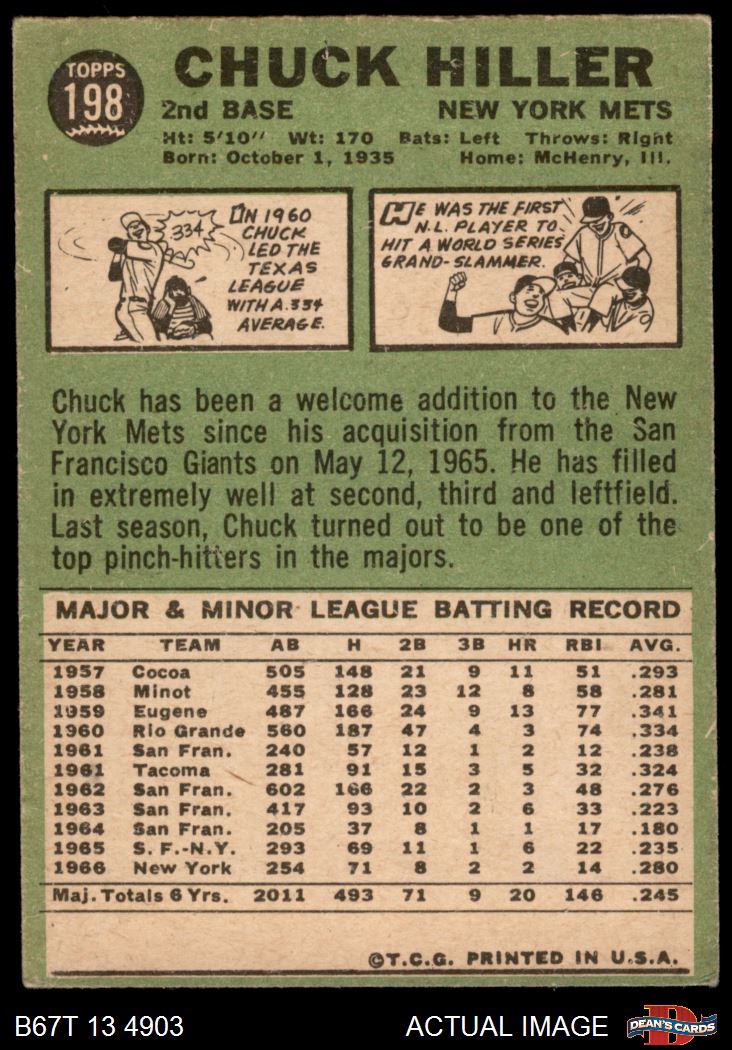 TOPPS
198
CHUCK HILLER
2nd BASE NEW YORK METS
Ht: 5'10" Wt: 170 Bats: Left Throws: Right
Born: October 1, 1935 Home: McHenry, Ill.
334
IN 1960
CHUCK
LED THE
TEXAS
LEAGUE
WITH A .334
AVERAGE.
HE WAS THE FIRST
N.L. PLAYER TO
HIT A WORLD SERIES
GRAND-SLAMMER.
Chuck has been a welcome addition to the New
York Mets since his acquisition from the San
Francisco Giants on May 12, 1965. He has filled
in extremely well at second, third and leftfield.
Last season, Chuck turned out to be one of the
top pinch-hitters in the majors.
MAJOR & MINOR LEAGUE BATTING RECORD
YEAR TEAM AB H 2B 3B HR RBI AVG.
1957 Cocoa 505 148 21 9 11 51 .293
1958 Minot 455 128 23 12 8 58 .281
1959 Eugene 487 166 24 9 13 77 .341
1960 Rio Grande 560 187 47 4 3 74 .334
1961 San Fran. 240 57 12 1 2 12 .238
1961 Tacoma 281 91 15 3 5 32 .324
1962 San Fran. 602 166 22 2 3 48 .276
1963 San Fran. 417 93 10 2 6 33 .223
1964 San Fran. 205 37 8 1 1 17 .180
1965 S. F.-N.Y. 293 69 11 1 6 22 .235
1966 New York 254 71 8 2 2 14 .280
Maj. Totals 6 Yrs. 2011 493 71 9 20 146 .245
©T.C.G. PRINTED IN U.S.A.
B67T 13 4903 ACTUAL IMAGE
D
DEAN'S CARDS